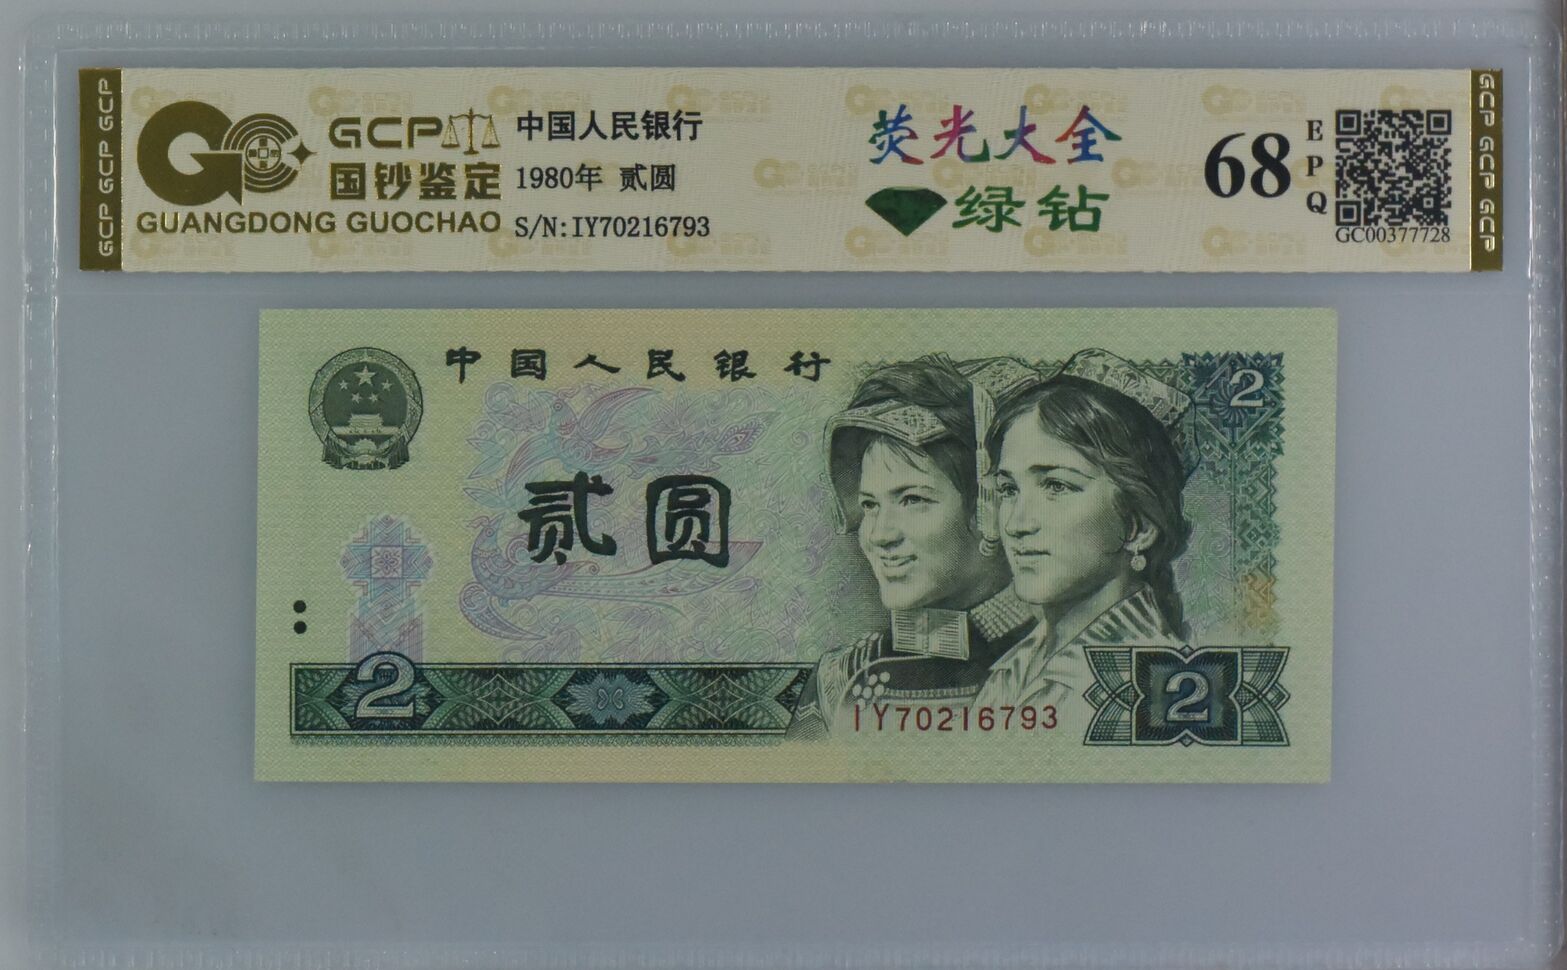 GCP GCP GCP
GCP
国钞鉴定
GUANGDONG GUOCHAO
中国人民银行
1980年 贰圆
S/N:IY70216793
荧光大全
绿钻
68
EPQ
GC00377728
GCP GCP GCP
中国人民银行
2
贰圆
2
IY70216793
2